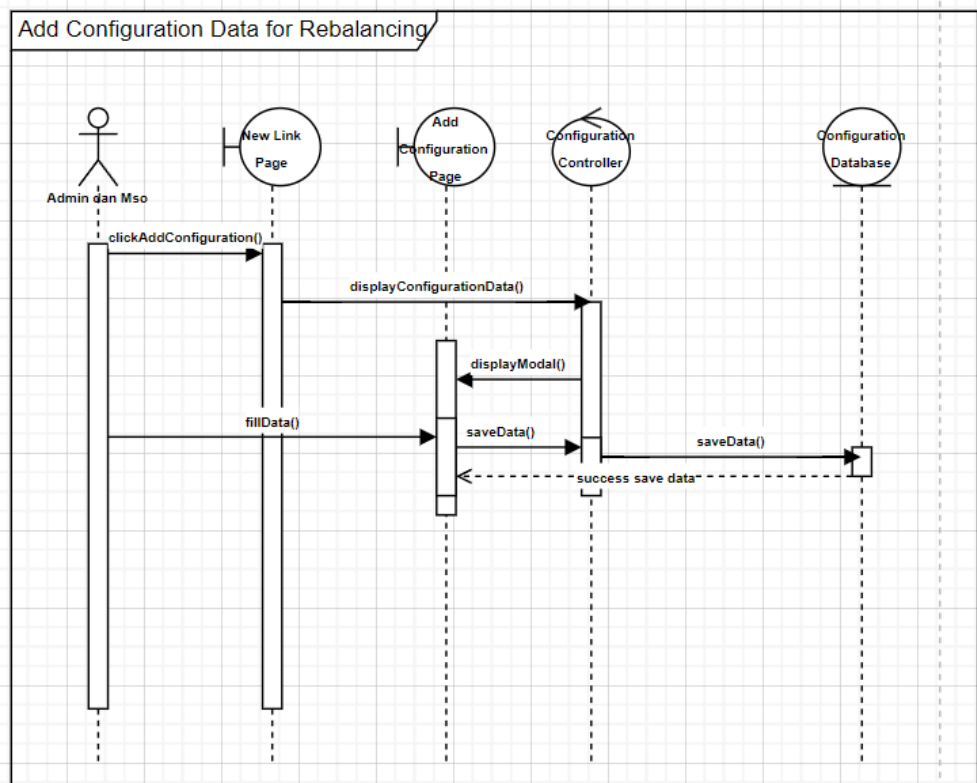 Add Configuration Data for Rebalancing
New Link
Page
Add
Configuration
Page
Configuration
Controller
Configuration
Database
Admin dan Mso
clickAddConfiguration()
displayConfigurationData()
displayModal()
fillData()
saveData()
saveData()
success save data